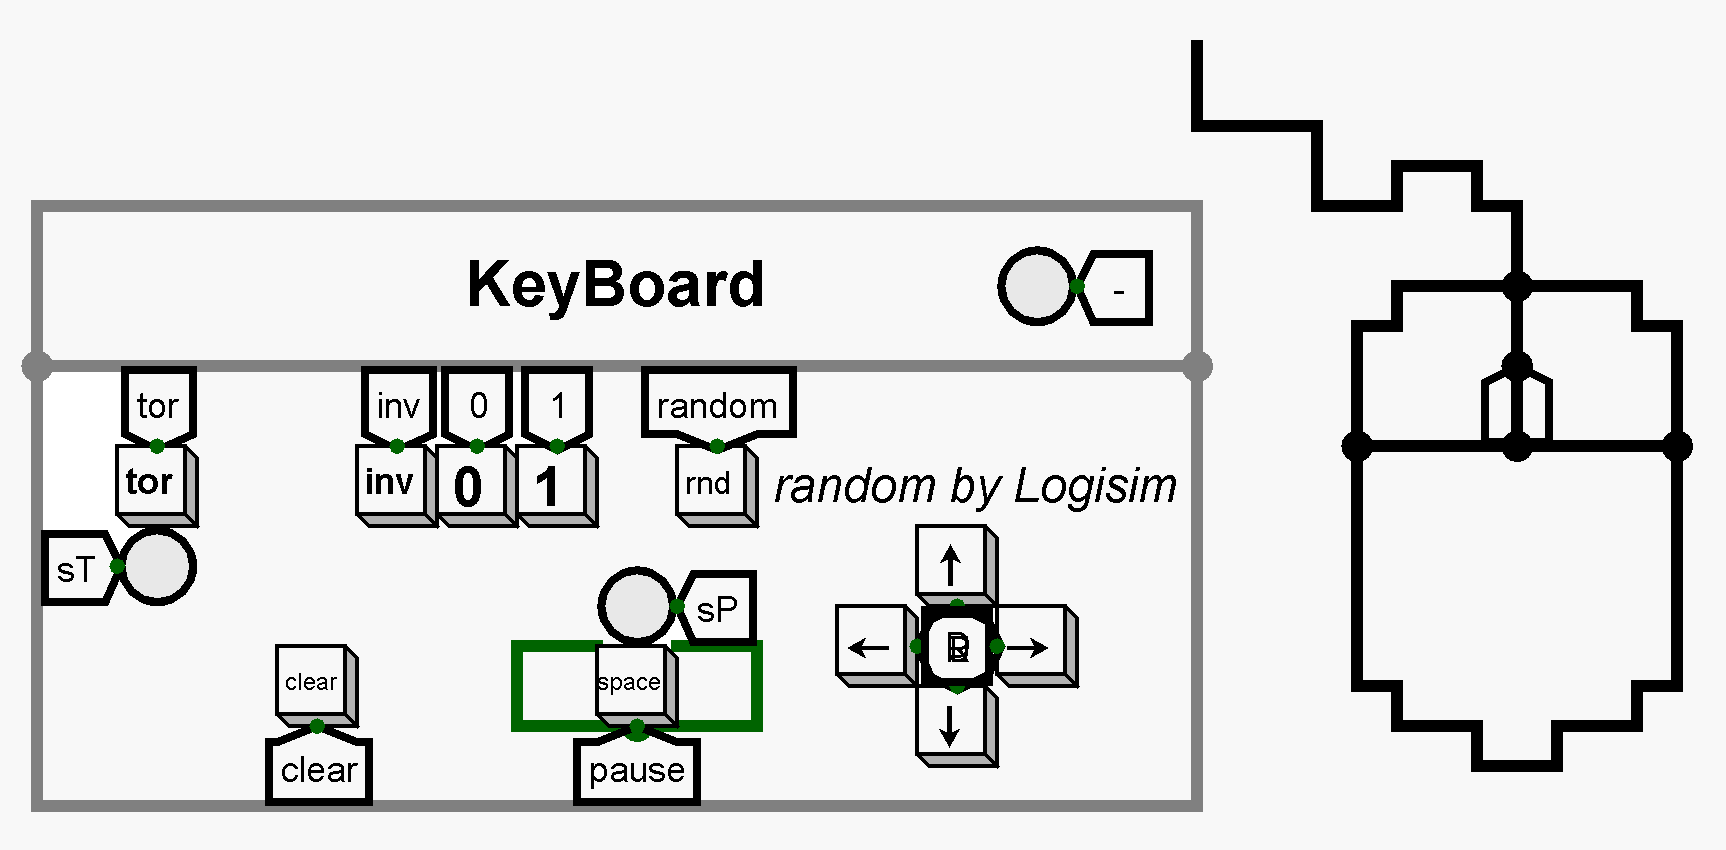 KeyBoard
-
tor
inv
0
1
random
tor
inv
0
1
rnd
random by Logisim
sT
sP
clear
space
clear
pause